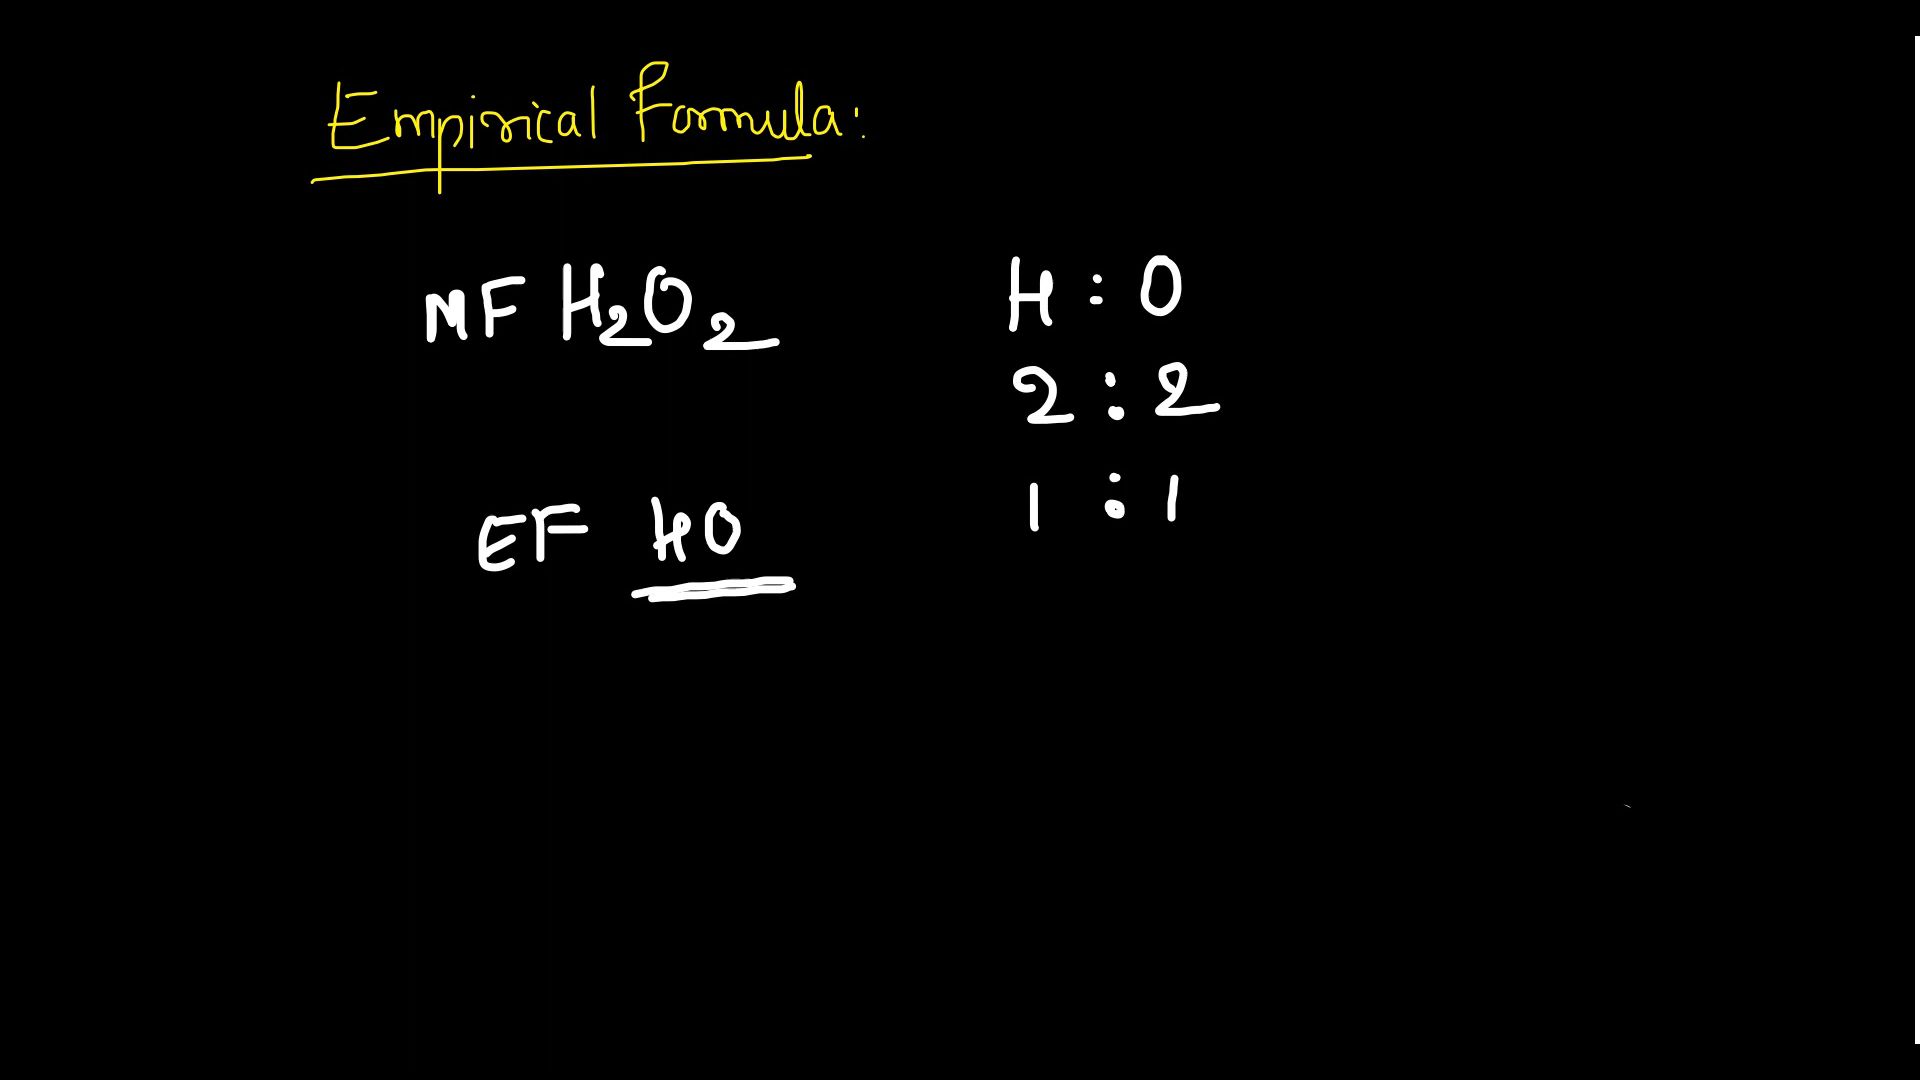 Empirical Formula:
MF H₂O₂
H : O
2 : 2
1 : 1
EF HO